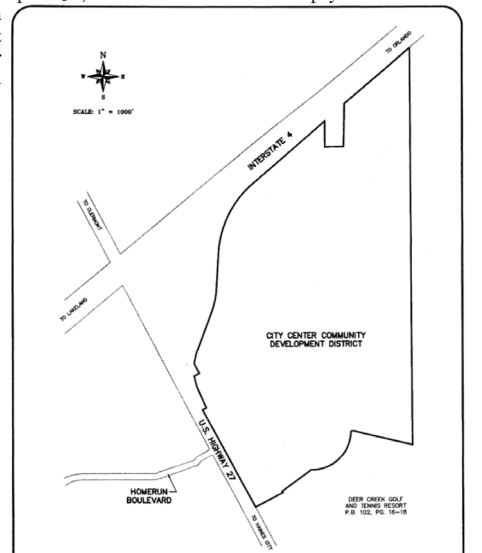 TO ORLANDO
N
W E
S
SCALE: 1" = 1000'
INTERSTATE 4
TO CLERMONT
TO LAKELAND
CITY CENTER COMMUNITY
DEVELOPMENT DISTRICT
U.S. HIGHWAY 27
HOMERUN
BOULEVARD
DEER CREEK GOLF
AND TENNIS RESORT
P.B. 102, PG. 16-18
TO HAINES CITY